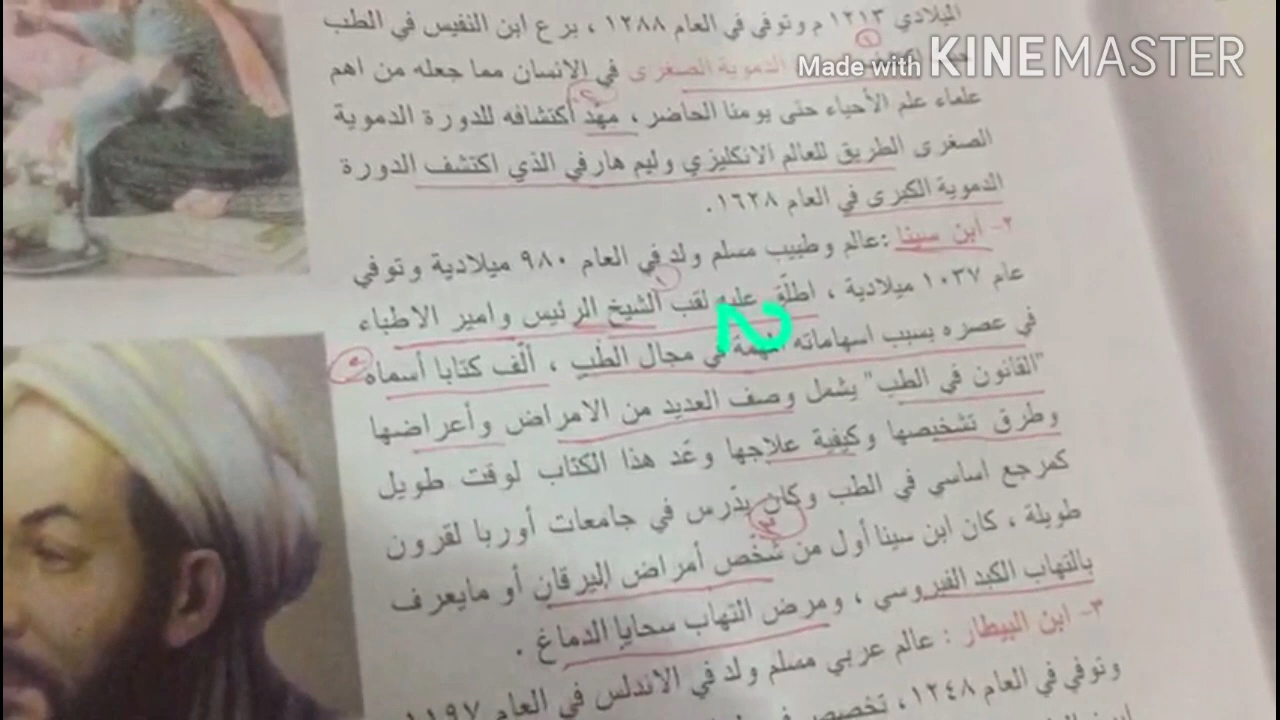 الميلادي ١٢١٣ م وتوفي في العام ١٢٨٨ ، برع ابن النفيس في الطب
Made with KINEMASTER
الدموية الصغرى في الانسان مما جعله من اهم
علماء علم الأحياء حتى يومنا الحاضر ، مهد أكتشافه للدورة الدموية
الصغرى الطريق للعالم الانكليزي وليم هارفي الذي اكتشف الدورة
الدموية الكبرى في العام ١٦٢٨.
٢- ابن سينا : عالم وطبيب مسلم ولد في العام ٩٨٠ ميلادية وتوفي
عام ١٠٣٧ ميلادية ، اطلق عليه لقب الشيخ الرئيس وامير الاطباء
في عصره بسبب اسهاماته المهمة في مجال الطب ، ألف كتابا أسماه
"القانون في الطب" يشمل وصف العديد من الامراض وأعراضها
وطرق تشخيصها وكيفية علاجها وعد هذا الكتاب لوقت طويل
كمرجع اساسي في الطب وكان يدرس في جامعات أوربا لقرون
طويلة ، كان ابن سينا أول من شخص أمراض اليرقان أو مايعرف
بالتهاب الكبد الفيروسي ، ومرض التهاب سحايا الدماغ .
٣- ابن البيطار : عالم عربي مسلم ولد في الاندلس في العام ١١٩٧
وتوفي في العام ١٢٤٨ ، تخصص في